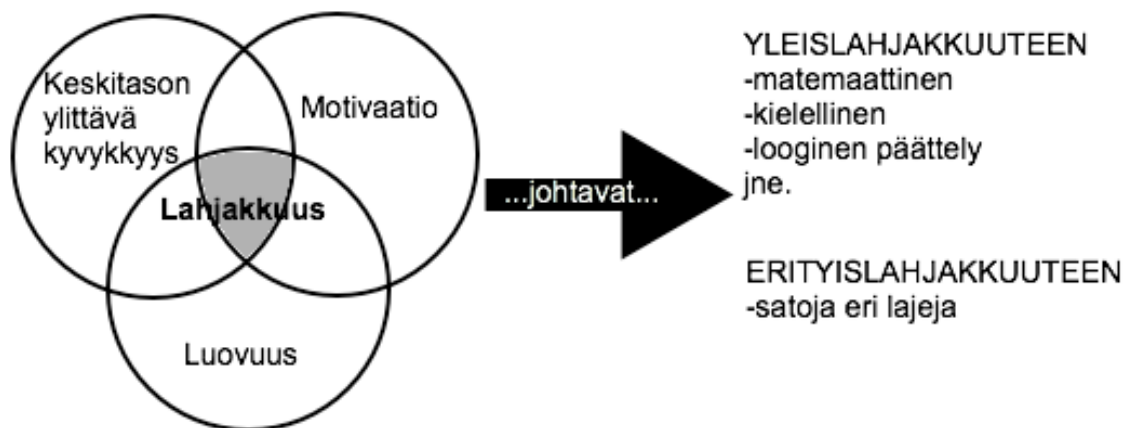 Keskitason
ylittävä
kyvykkyys
Motivaatio
Lahjakkuus
Luovuus
...johtavat...
YLEISLAHJAKKUUTEEN
-matemaattinen
-kielellinen
-looginen päättely
jne.
ERITYISLAHJAKKUUTEEN
-satoja eri lajeja